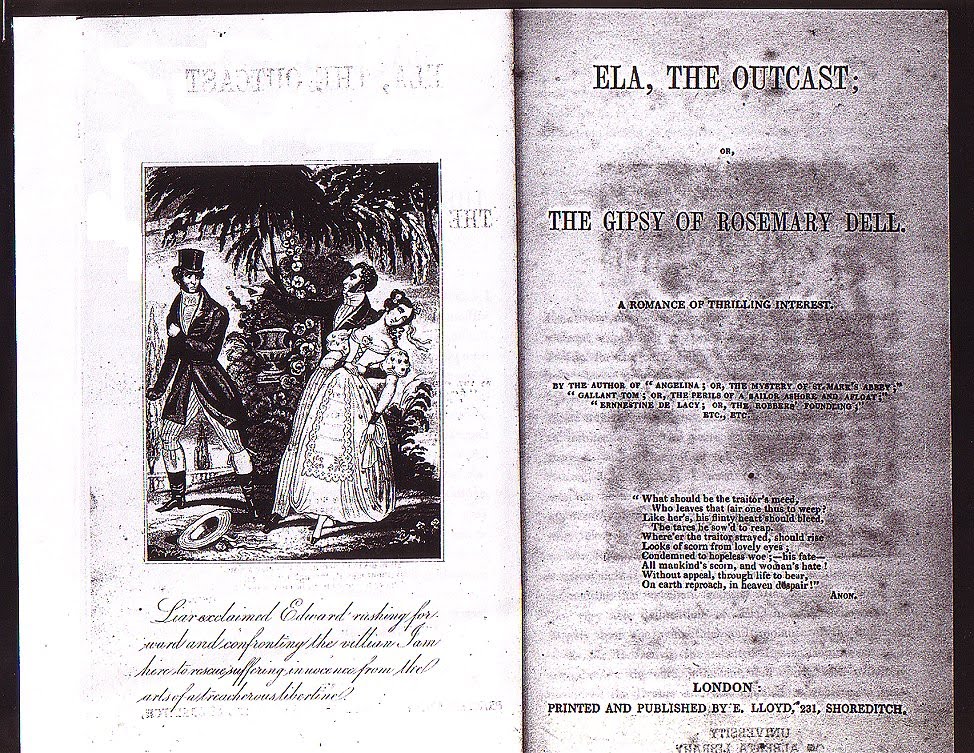 Liar exclaimed Edward rushing for-
ward and confronting the villian I am
here to rescue suffering innocence from the
arts of a treacherous libertine?
ELA, THE OUTCAST;
OR,
THE GIPSY OF ROSEMARY DELL.
A ROMANCE OF THRILLING INTEREST.
BY THE AUTHOR OF "ANGELINA; OR, THE MYSTERY OF ST. MARK'S ABBEY;"
"GALLANT TOM; OR, THE PERILS OF A SAILOR ASHORE AND AFLOAT;"
"ERNNESTINE DE LACY; OR, THE ROBBERS' FOUNDLING;"
ETC., ETC.
"What should be the traitor's meed,
Who leaves that fair one thus to weep?
Like her's, his flinty heart should bleed,
The tares he sow'd to reap.
Where'er the traitor strayed, should rise
Looks of scorn from lovely eyes;
Condemned to hopeless woe;—his fate—
All mankind's scorn, and woman's hate!
Without appeal, through life to bear,
On earth reproach, in heaven despair!"
ANON.
LONDON:
PRINTED AND PUBLISHED BY E. LLOYD, 231, SHOREDITCH.
UNIVERSITY
OF ALBERTA LIBRARY